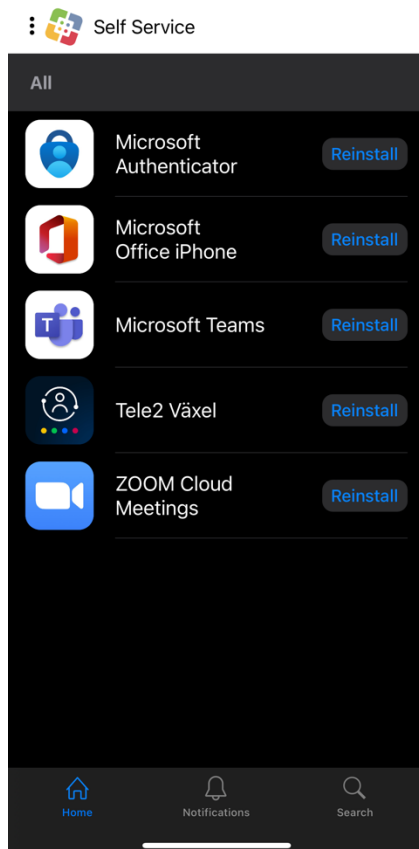 Self Service
All
Microsoft
Authenticator
Reinstall
Microsoft
Office iPhone
Reinstall
T
Microsoft Teams
Reinstall
Tele2 Växel
Reinstall
ZOOM Cloud
Meetings
Reinstall
Home
Notifications
Search